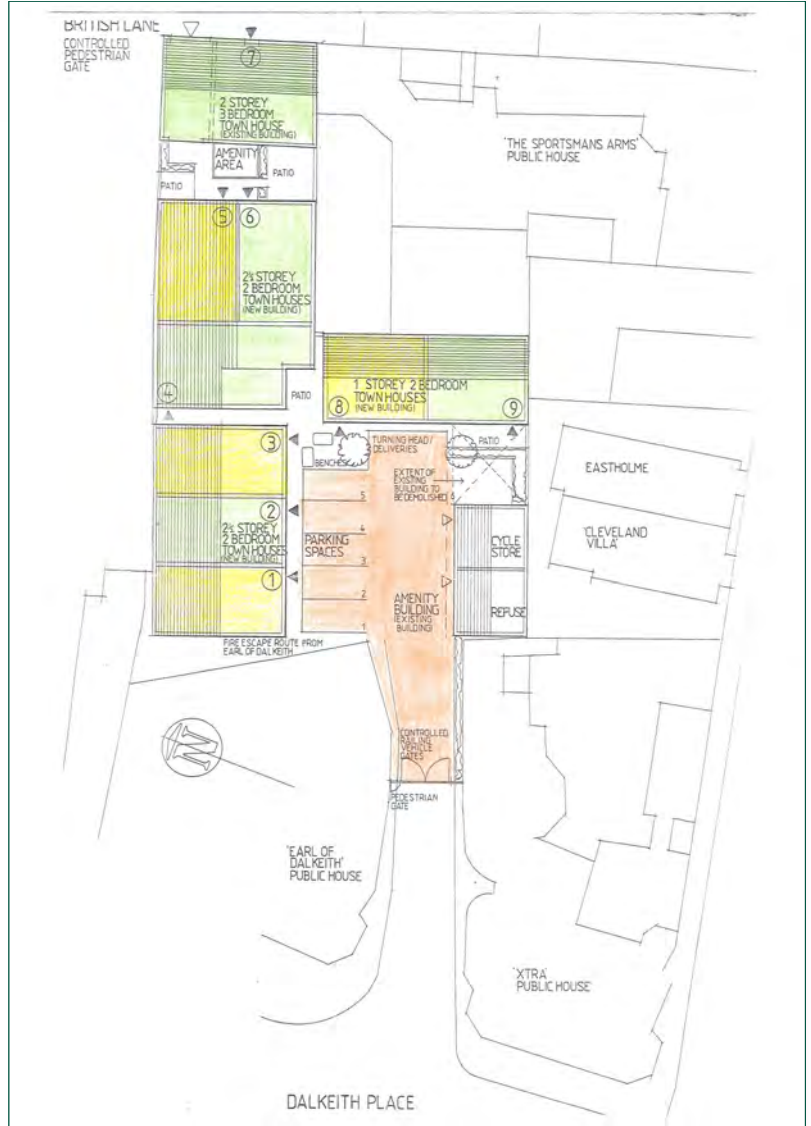 BRITISH LANE
CONTROLLED
PEDESTRIAN
GATE
7
2 STOREY
3 BEDROOM
TOWN HOUSE
(EXISTING BUILDING)
'THE SPORTSMANS ARMS'
PUBLIC HOUSE
AMENITY
AREA
PATIO
PATIO
5
6
2½ STOREY
2 BEDROOM
TOWN HOUSES
(NEW BUILDING)
4
PATIO
1 STOREY 2 BEDROOM
TOWN HOUSES
(NEW BUILDING)
8
9
3
BENCHES
TURNING HEAD/
DELIVERIES
PATIO
EXTENT OF
EXISTING
BUILDING TO
BE DEMOLISHED
EASTHOLME
'CLEVELAND
VILLA'
2
2½ STOREY
2 BEDROOM
TOWN HOUSES
(NEW BUILDING)
PARKING
SPACES
5
4
3
2
1
CYCLE
STORE
1
AMENITY
BUILDING
(EXISTING
BUILDING)
REFUSE
FIRE ESCAPE ROUTE FROM
EARL OF DALKEITH
N
CONTROLLED
RAILING
VEHICLE
GATES
PEDESTRIAN
GATE
'EARL OF
DALKEITH'
PUBLIC HOUSE
'XTRA'
PUBLIC HOUSE
DALKEITH PLACE